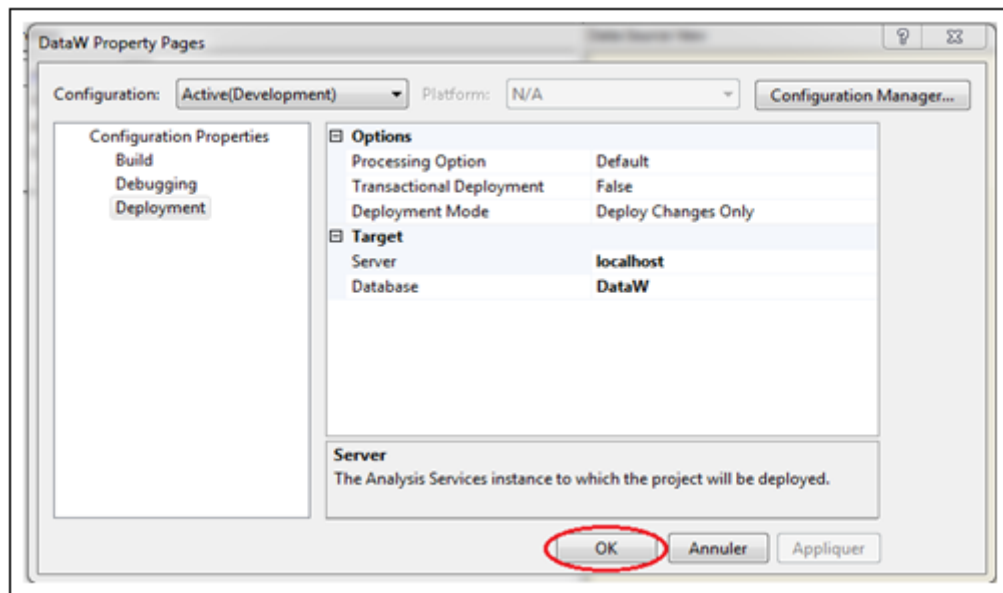 DataW Property Pages
Configuration: Active(Development) Platform: N/A Configuration Manager...
Configuration Properties
Build
Debugging
Deployment
Options
Processing Option Default
Transactional Deployment False
Deployment Mode Deploy Changes Only
Target
Server localhost
Database DataW
Server
The Analysis Services instance to which the project will be deployed.
OK Annuler Appliquer